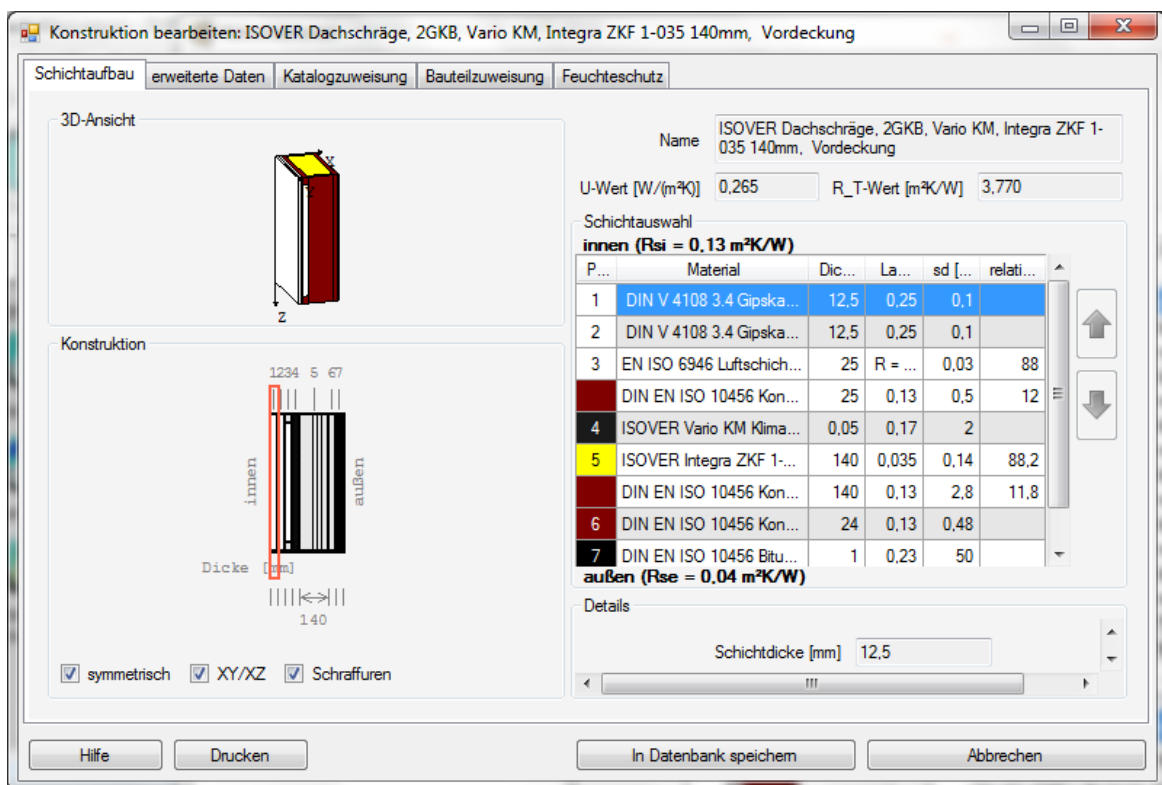 Konstruktion bearbeiten: ISOVER Dachschräge, 2GKB, Vario KM, Integra ZKF 1-035 140mm, Vordeckung
Schichtaufbau erweiterte Daten Katalogzuweisung Bauteilzuweisung Feuchteschutz
3D-Ansicht
X
Y
Z
Konstruktion
1234 5 67
innen
außen
Dicke [mm]
140
symmetrisch XY/XZ Schraffuren
Name ISOVER Dachschräge, 2GKB, Vario KM, Integra ZKF 1-
035 140mm, Vordeckung
U-Wert [W/(m²K)] 0,265 R_T-Wert [m²K/W] 3,770
Schichtauswahl
innen (Rsi = 0,13 m²K/W)
P... Material Dic... La... sd [... relati...
1 DIN V 4108 3.4 Gipska... 12,5 0,25 0,1
2 DIN V 4108 3.4 Gipska... 12,5 0,25 0,1
3 EN ISO 6946 Luftschich... 25 R = ... 0,03 88
DIN EN ISO 10456 Kon... 25 0,13 0,5 12
4 ISOVER Vario KM Klima... 0,05 0,17 2
5 ISOVER Integra ZKF 1-... 140 0,035 0,14 88,2
DIN EN ISO 10456 Kon... 140 0,13 2,8 11,8
6 DIN EN ISO 10456 Kon... 24 0,13 0,48
7 DIN EN ISO 10456 Bitu... 1 0,23 50
außen (Rse = 0,04 m²K/W)
Details
Schichtdicke [mm] 12,5
Hilfe Drucken In Datenbank speichern Abbrechen